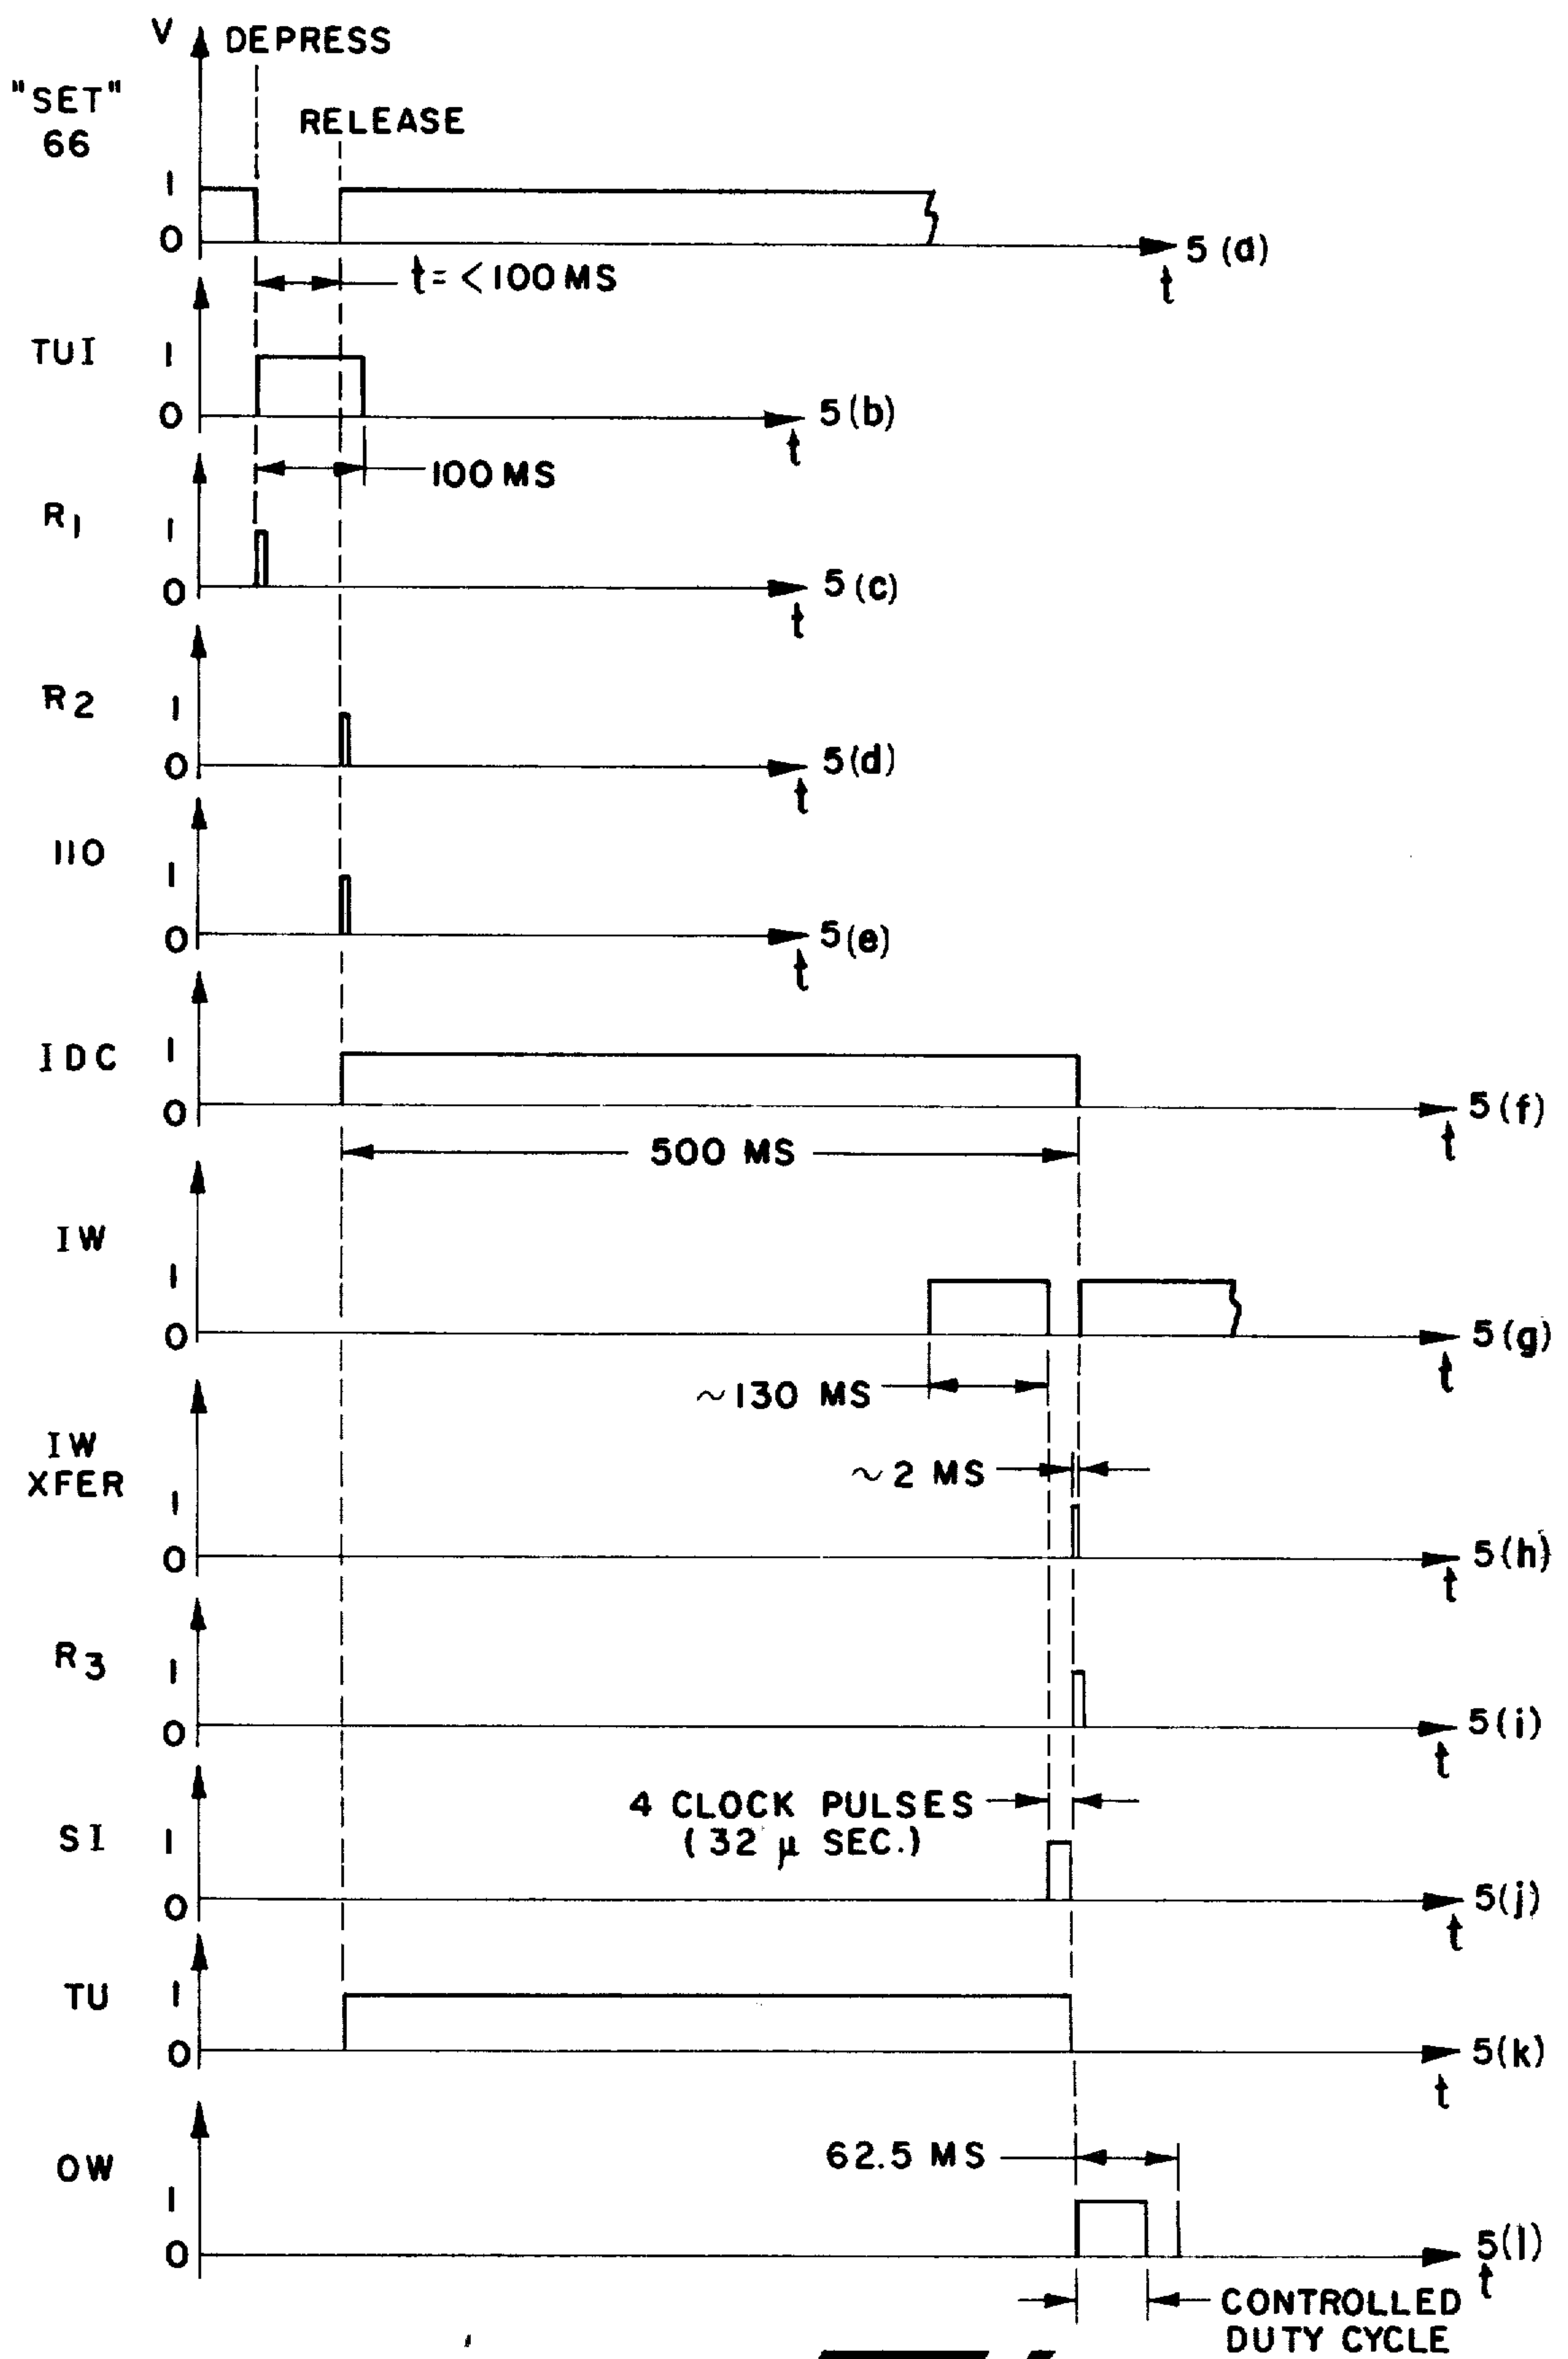 V DEPRESS
"SET"
66
RELEASE
1
0
5 (a)
t
t = < 100 MS
TUI
1
0
5 (b)
t
100 MS
R1
1
0
5 (c)
t
R2
1
0
5 (d)
t
110
1
0
5 (e)
t
IDC
1
0
5 (f)
t
500 MS
IW
1
0
5 (g)
t
~130 MS
IW
XFER
~2 MS
1
0
5 (h)
t
R3
1
0
5 (i)
t
4 CLOCK PULSES
(32 μ SEC.)
SI
1
0
5 (j)
t
TU
1
0
5 (k)
t
OW
62.5 MS
1
0
5 (l)
t
CONTROLLED
DUTY CYCLE